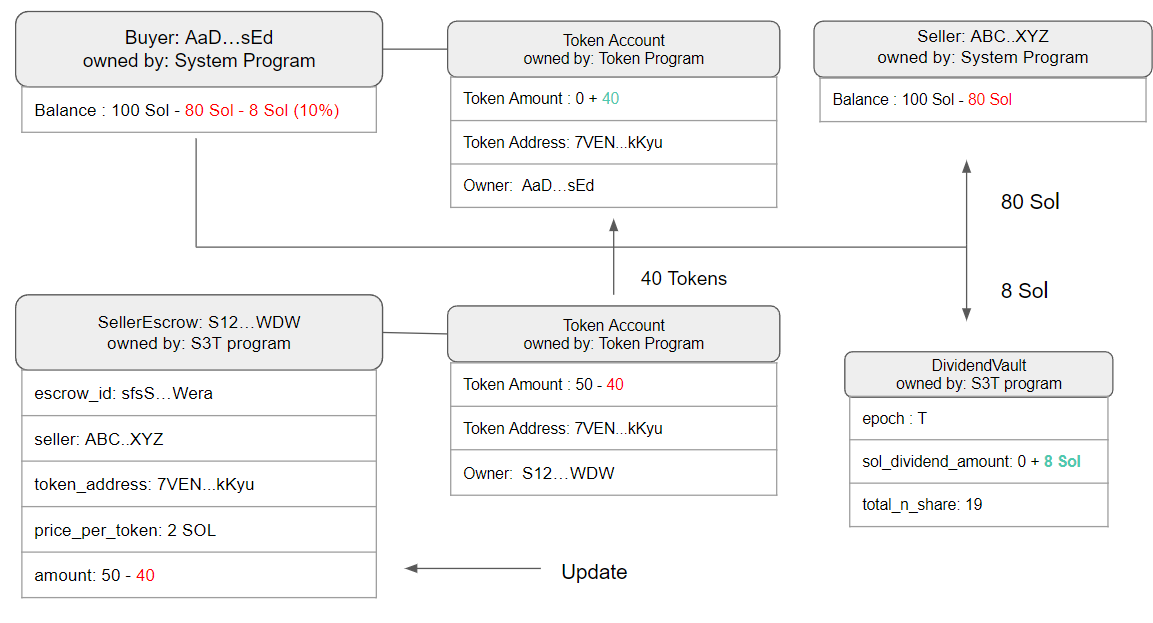 Buyer: AaD…sEd
owned by: System Program
Balance : 100 Sol - 80 Sol - 8 Sol (10%)
Token Account
owned by: Token Program
Token Amount : 0 + 40
Token Address: 7VEN...kKyu
Owner:  AaD…sEd
Seller: ABC..XYZ
owned by: System Program
Balance : 100 Sol - 80 Sol
80 Sol
40 Tokens
8 Sol
SellerEscrow: S12…WDW
owned by: S3T program
escrow_id: sfsS…Wera
seller: ABC..XYZ
token_address: 7VEN...kKyu
price_per_token: 2 SOL
amount: 50 - 40
Token Account
owned by: Token Program
Token Amount : 50 - 40
Token Address: 7VEN...kKyu
Owner:  S12…WDW
DividendVault
owned by: S3T program
epoch : T
sol_dividend_amount: 0 + 8 Sol
total_n_share: 19
Update